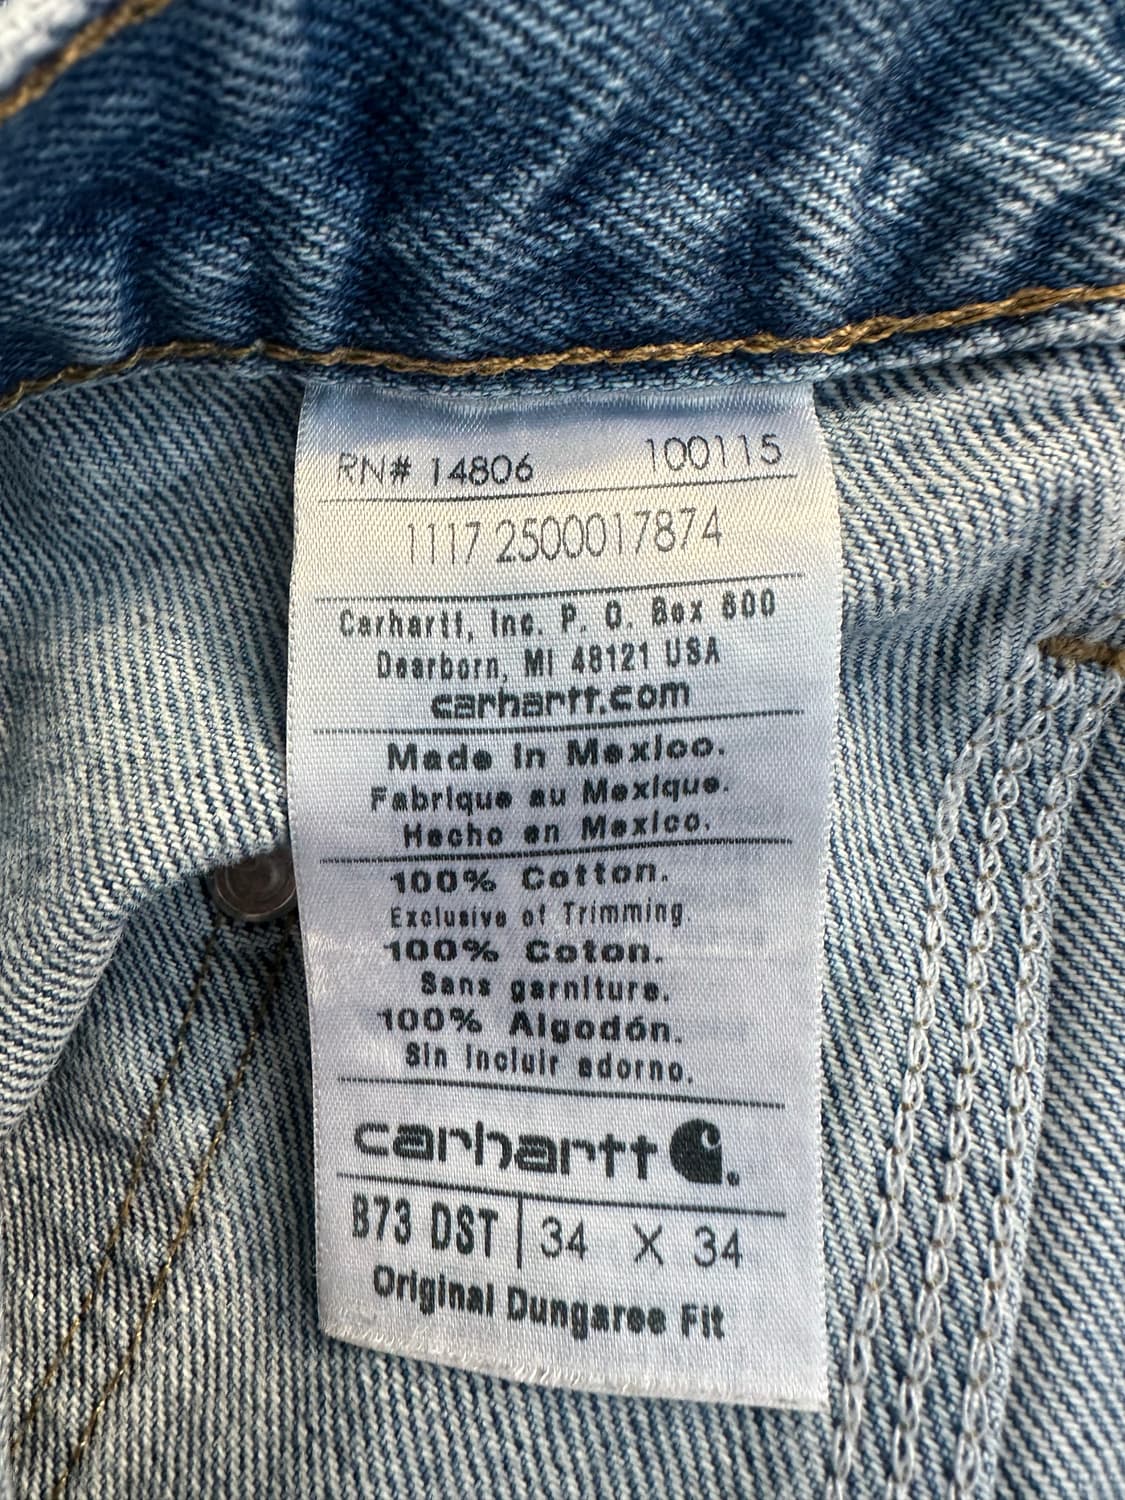 RN# 14806 100115
1117 2500017874
Carhartt, Inc. P. O. Box 600
Dearborn, MI 48121 USA
carhartt.com
Made in Mexico.
Fabrique au Mexique.
Hecho en Mexico.
100% Cotton.
Exclusive of Trimming.
100% Coton.
Sans garniture.
100% Algodón.
Sin incluir adorno.
carhartt
B73 DST 34 X 34
Original Dungaree Fit